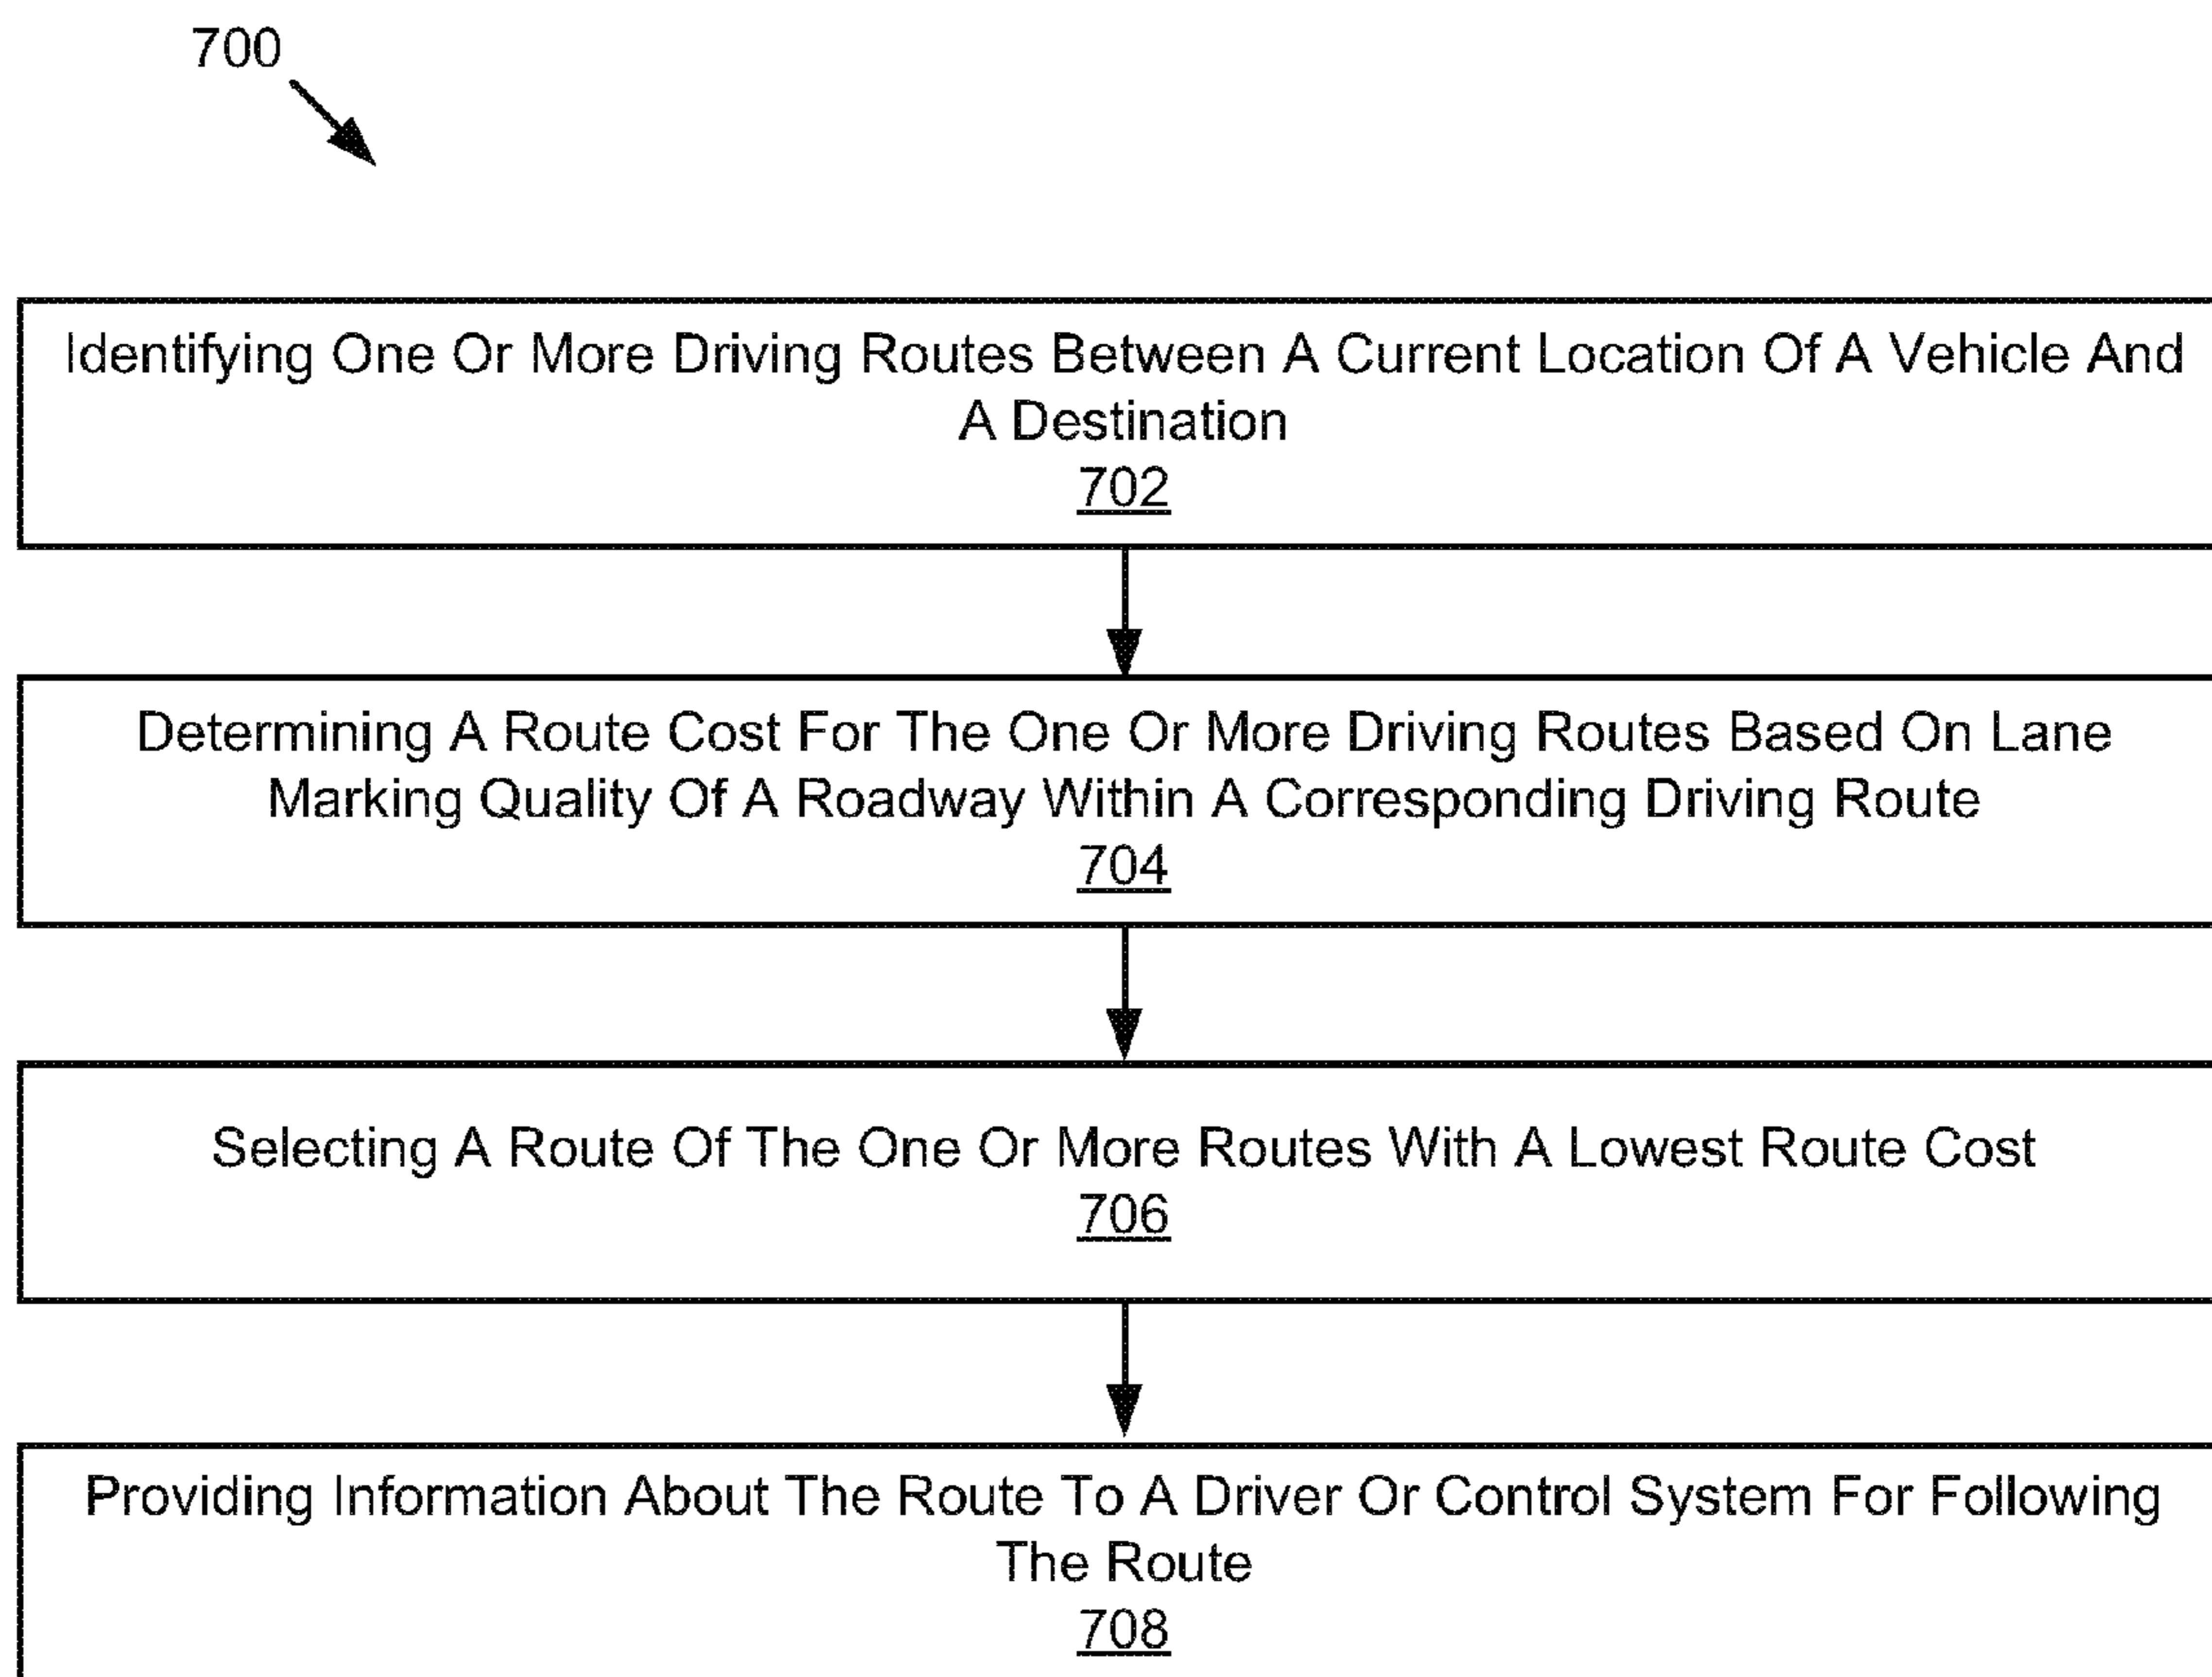 700
Identifying One Or More Driving Routes Between A Current Location Of A Vehicle And
A Destination
702
Determining A Route Cost For The One Or More Driving Routes Based On Lane
Marking Quality Of A Roadway Within A Corresponding Driving Route
704
Selecting A Route Of The One Or More Routes With A Lowest Route Cost
706
Providing Information About The Route To A Driver Or Control System For Following
The Route
708